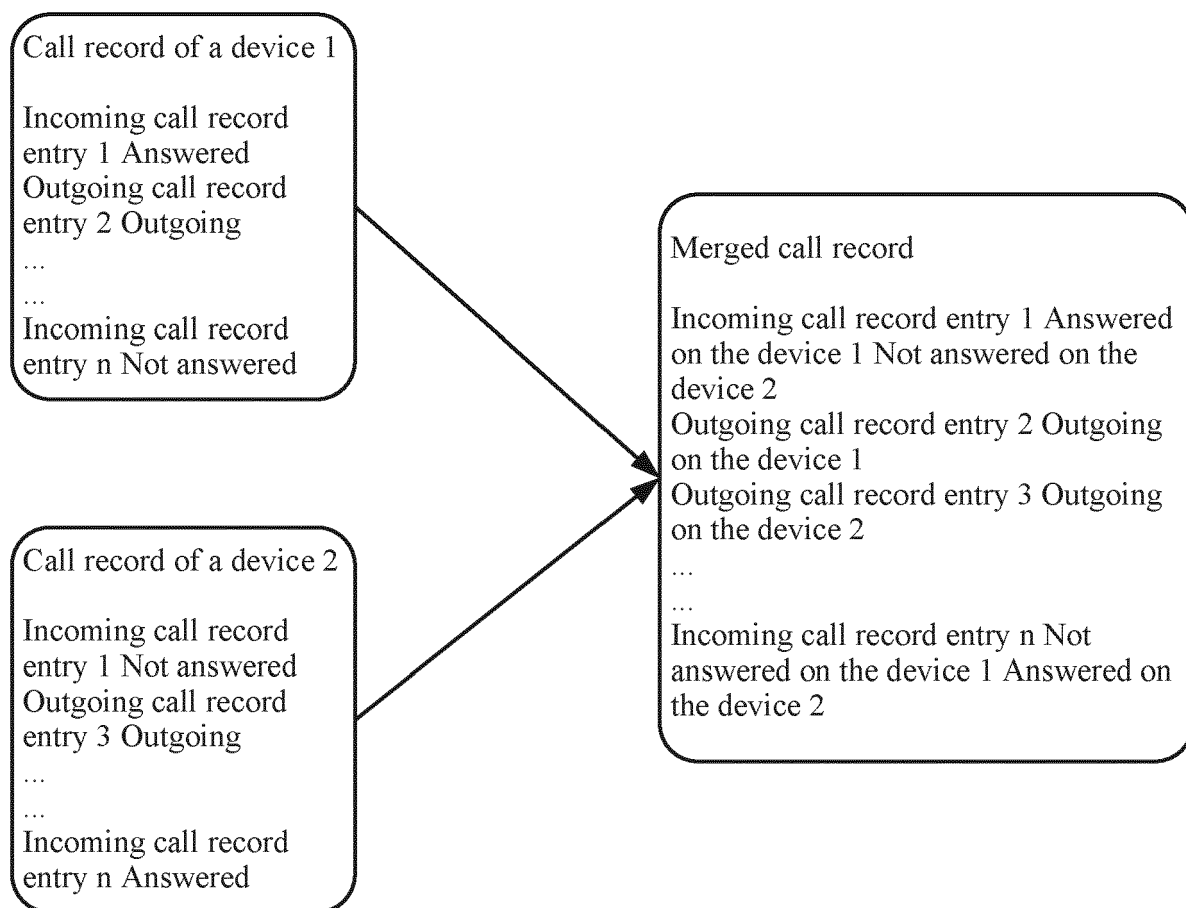 Call record of a device 1
Incoming call record
entry 1 Answered
Outgoing call record
entry 2 Outgoing
...
...
Incoming call record
entry n Not answered
Call record of a device 2
Incoming call record
entry 1 Not answered
Outgoing call record
entry 3 Outgoing
...
...
Incoming call record
entry n Answered
Merged call record
Incoming call record entry 1 Answered
on the device 1 Not answered on the
device 2
Outgoing call record entry 2 Outgoing
on the device 1
Outgoing call record entry 3 Outgoing
on the device 2
...
...
Incoming call record entry n Not
answered on the device 1 Answered on
the device 2